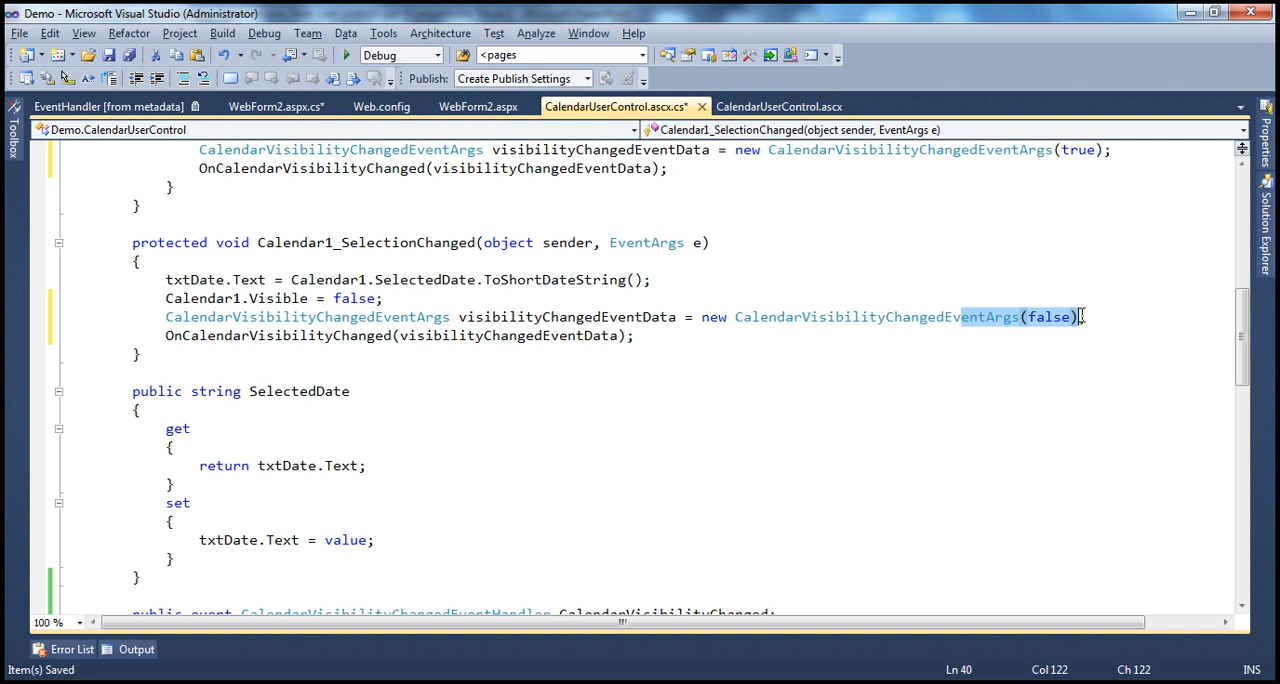 Demo - Microsoft Visual Studio (Administrator)
File Edit View Refactor Project Build Debug Team Data Tools Architecture Test Analyze Window Help
Debug <pages
Publish: Create Publish Settings
EventHandler [from metadata] WebForm2.aspx.cs* Web.config WebForm2.aspx CalendarUserControl.ascx.cs* CalendarUserControl.ascx
Toolbox
Properties
Solution Explorer
Demo.CalendarUserControl Calendar1_SelectionChanged(object sender, EventArgs e)
CalendarVisibilityChangedEventArgs visibilityChangedEventData = new CalendarVisibilityChangedEventArgs(true);
OnCalendarVisibilityChanged(visibilityChangedEventData);
}
}
protected void Calendar1_SelectionChanged(object sender, EventArgs e)
{
txtDate.Text = Calendar1.SelectedDate.ToShortDateString();
Calendar1.Visible = false;
CalendarVisibilityChangedEventArgs visibilityChangedEventData = new CalendarVisibilityChangedEventArgs(false)
OnCalendarVisibilityChanged(visibilityChangedEventData);
}
public string SelectedDate
{
get
{
return txtDate.Text;
}
set
{
txtDate.Text = value;
}
}
public event CalendarVisibilityChangedEventHandler CalendarVisibilityChanged;
100 %
Error List Output
Item(s) Saved Ln 40 Col 122 Ch 122 INS